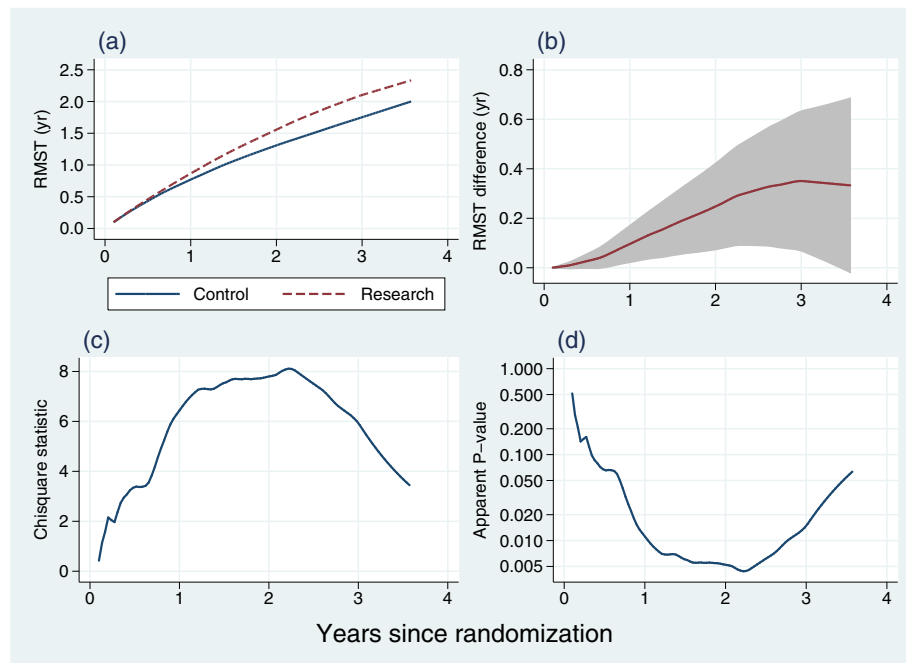 (a)
RMST (yr)
2.5
2.0
1.5
1.0
0.5
0.0
0 1 2 3 4
Control Research
(b)
RMST difference (yr)
0.8
0.6
0.4
0.2
0.0
0 1 2 3 4
(c)
Chisquare statistic
8
6
4
2
0
0 1 2 3 4
(d)
Apparent P−value
1.000
0.500
0.200
0.100
0.050
0.020
0.010
0.005
0 1 2 3 4
Years since randomization